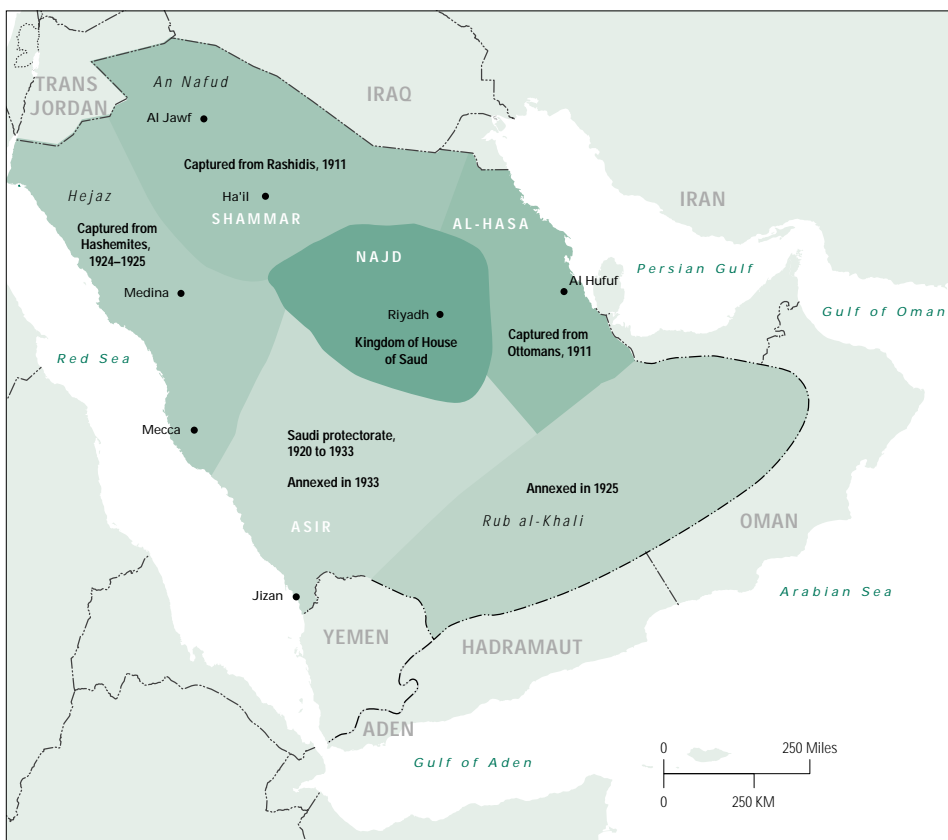 An Nafud
TRANS
JORDAN
IRAQ
Al Jawf
Captured from Rashidis, 1911
Hejaz
Ha'il
IRAN
SHAMMAR
AL-HASA
Captured from
Hashemites,
1924–1925
NAJD
Persian Gulf
Al Hufuf
Medina
Gulf of Oman
Riyadh
Captured from
Ottomans, 1911
Kingdom of House
of Saud
Red Sea
Mecca
Saudi protectorate,
1920 to 1933
Annexed in 1933
Annexed in 1925
Rub al-Khali
OMAN
ASIR
Arabian Sea
Jizan
YEMEN
HADRAMAUT
ADEN
Gulf of Aden
0 250 Miles
0 250 KM